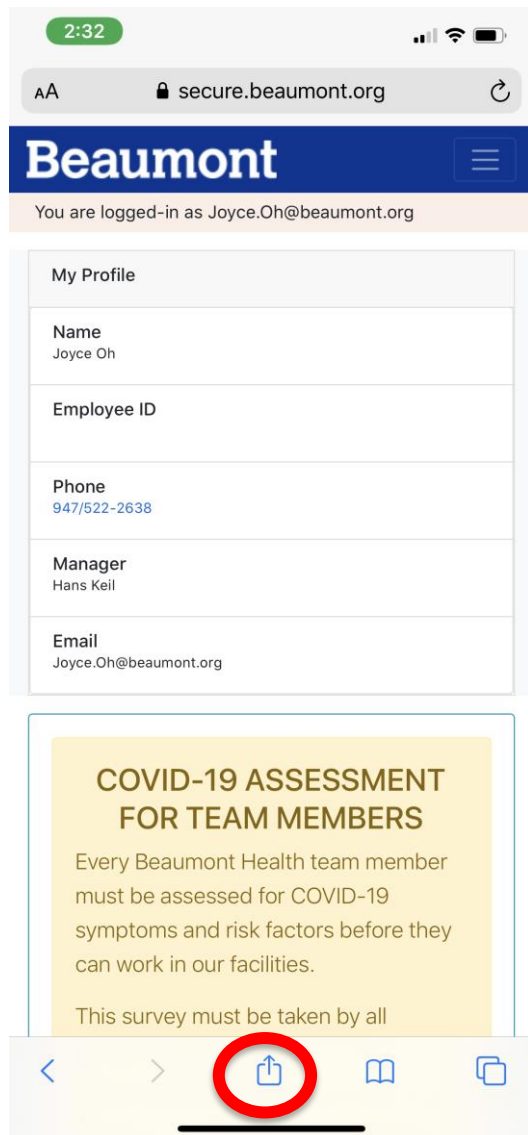 2:32
AA secure.beaumont.org
Beaumont
You are logged-in as Joyce.Oh@beaumont.org
My Profile
Name
Joyce Oh
Employee ID
Phone
947/522-2638
Manager
Hans Keil
Email
Joyce.Oh@beaumont.org
COVID-19 ASSESSMENT
FOR TEAM MEMBERS
Every Beaumont Health team member
must be assessed for COVID-19
symptoms and risk factors before they
can work in our facilities.
This survey must be taken by all